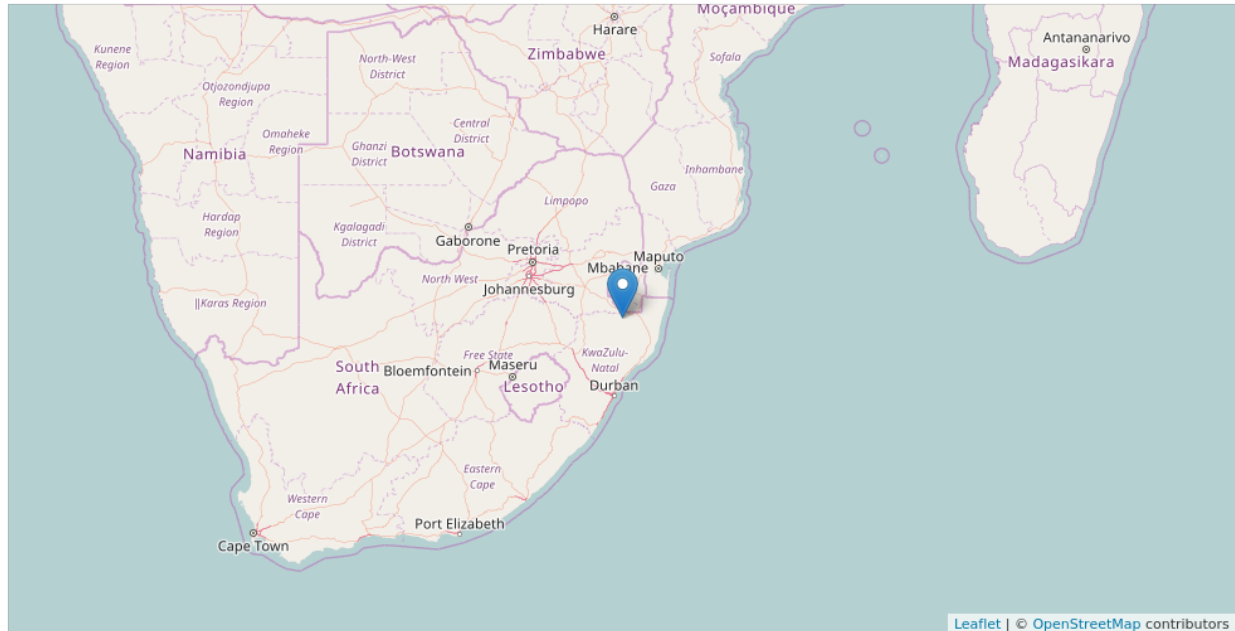 Moçambique
Harare
Kunene
Region
North-West
District
Zimbabwe
Sofala
Antananarivo
Madagasikara
Otjozondjupa
Region
Omaheke
Region
Central
District
Ghanzi
District
Botswana
Namibia
Inhambane
Gaza
Limpopo
Hardap
Region
Kgalagadi
District
Gaborone
Pretoria
Maputo
Mbabane
North West
Johannesburg
||Karas Region
Free State
KwaZulu-
Natal
South
Africa
Bloemfontein
Maseru
Lesotho
Durban
Eastern
Cape
Western
Cape
Port Elizabeth
Cape Town
Leaflet | © OpenStreetMap contributors